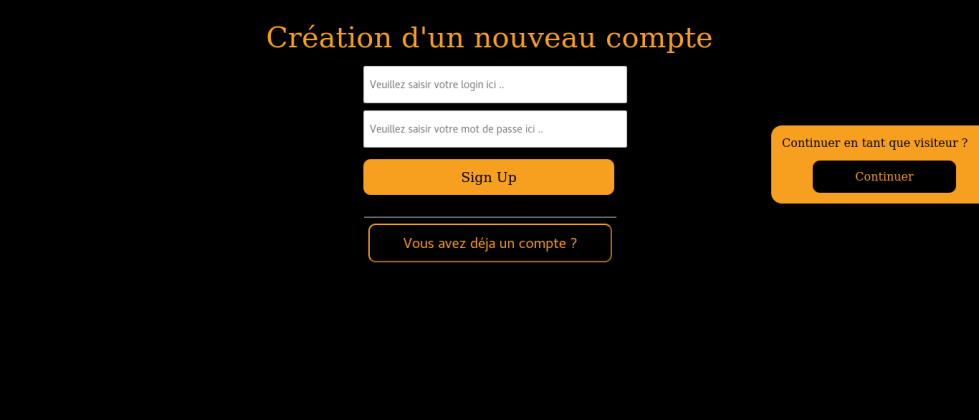 Création d'un nouveau compte
Veuillez saisir votre login ici ..
Veuillez saisir votre mot de passe ici ..
Sign Up
Vous avez déja un compte ?
Continuer en tant que visiteur ?
Continuer